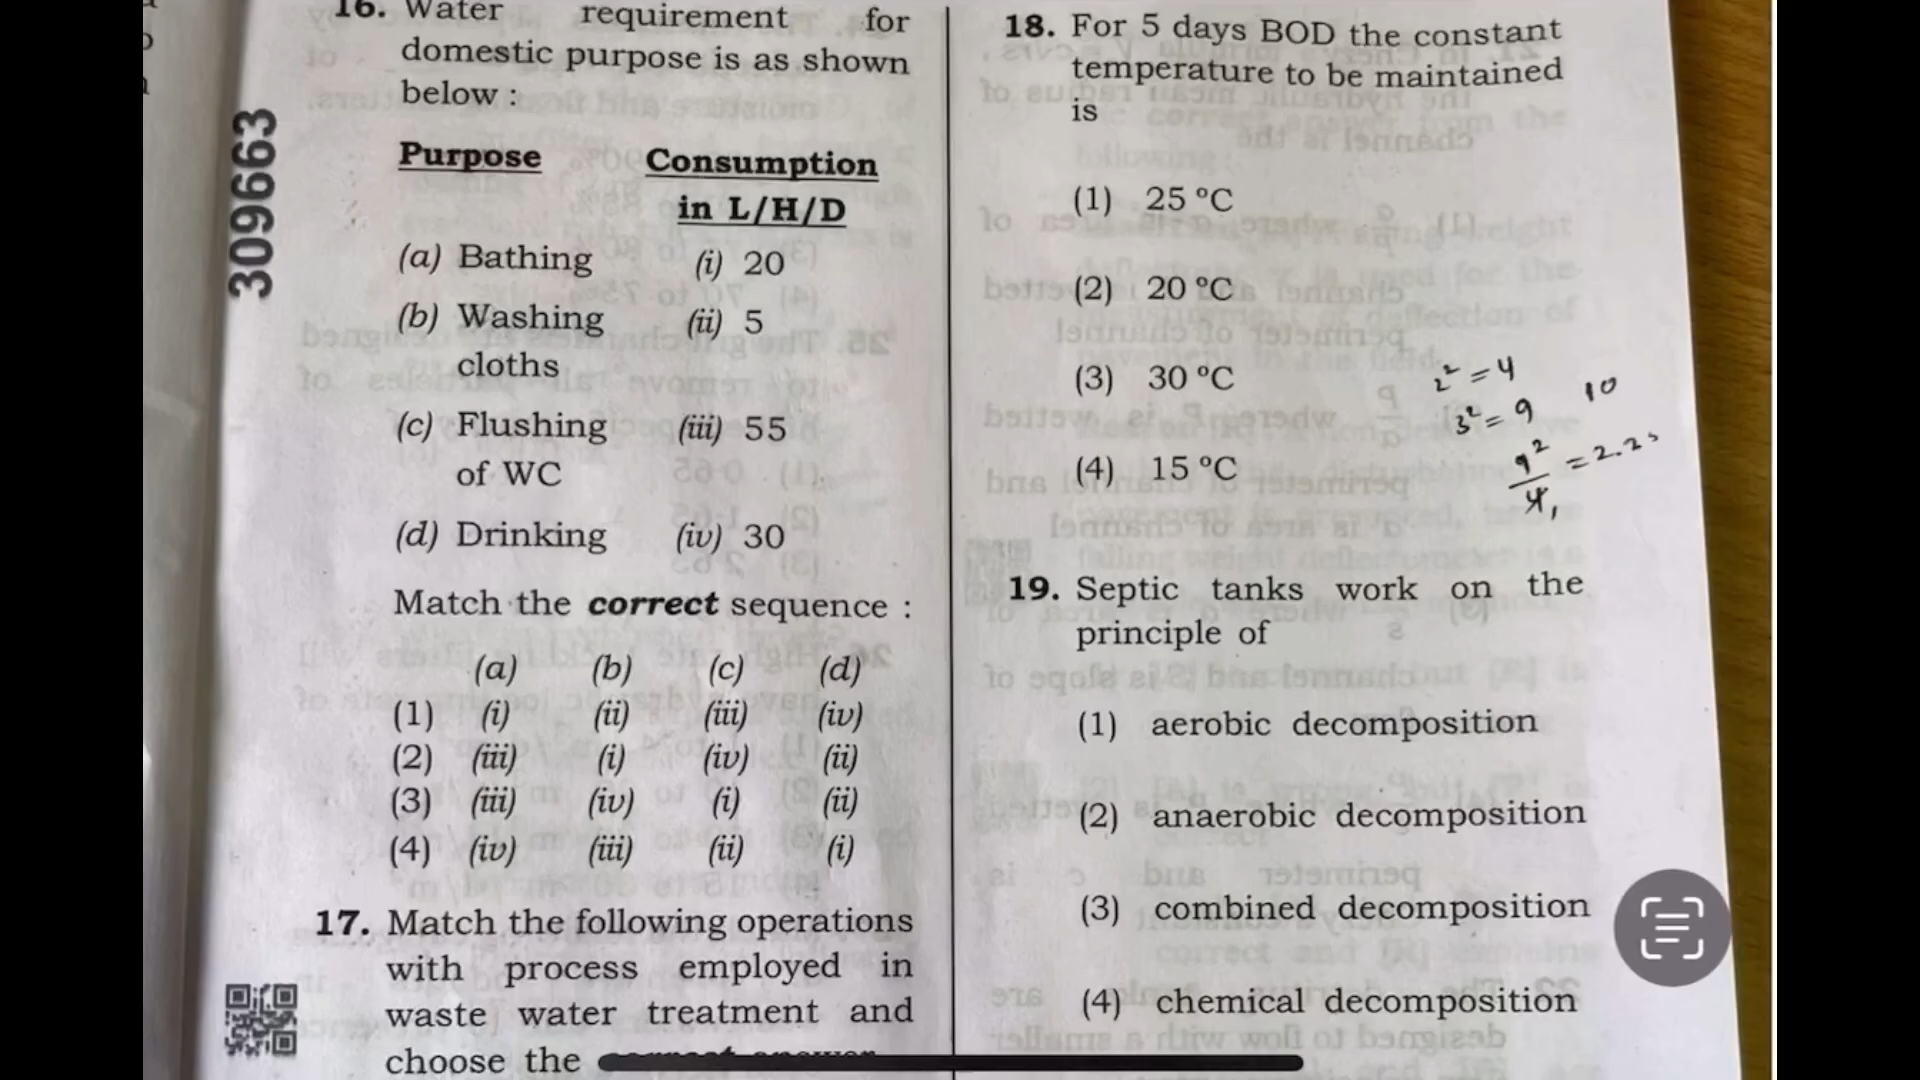 309663
16. Water requirement for
domestic purpose is as shown
below :
Purpose Consumption
in L/H/D
(a) Bathing (i) 20
(b) Washing (ii) 5
cloths
(c) Flushing (iii) 55
of WC
(d) Drinking (iv) 30
Match the correct sequence :
(a) (b) (c) (d)
(1) (i) (ii) (iii) (iv)
(2) (iii) (i) (iv) (ii)
(3) (iii) (iv) (i) (ii)
(4) (iv) (iii) (ii) (i)
17. Match the following operations
with process employed in
waste water treatment and
choose the
18. For 5 days BOD the constant
temperature to be maintained
is
(1) 25 °C
(2) 20 °C
(3) 30 °C
(4) 15 °C
2² = 4
3² = 9
10
19. Septic tanks work on the
principle of
(1) aerobic decomposition
(2) anaerobic decomposition
(3) combined decomposition
(4) chemical decomposition